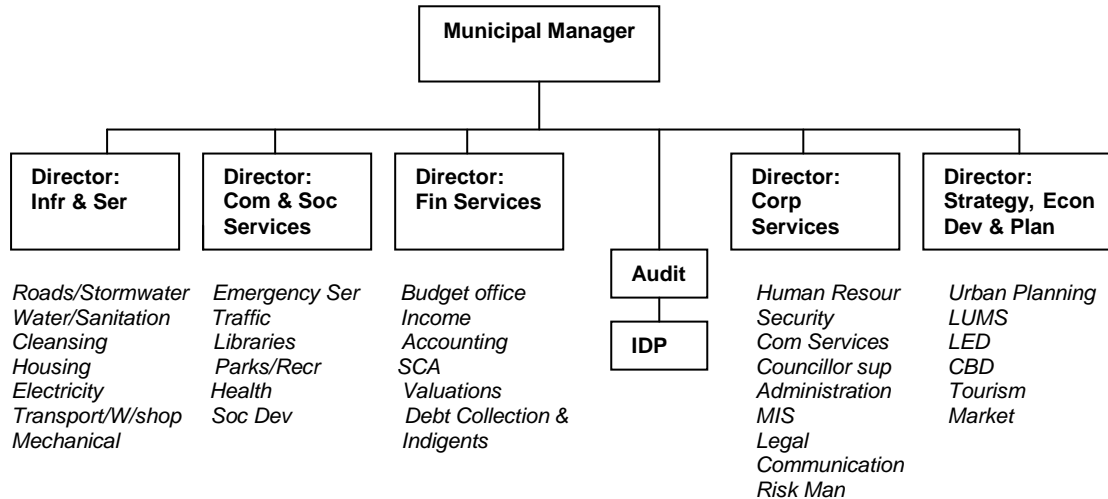 Municipal Manager
Director:
Infr & Ser
Director:
Com & Soc
Services
Director:
Fin Services
Director:
Corp
Services
Director:
Strategy, Econ
Dev & Plan
Audit
IDP
Roads/Stormwater
Water/Sanitation
Cleansing
Housing
Electricity
Transport/W/shop
Mechanical
Emergency Ser
Traffic
Libraries
Parks/Recr
Health
Soc Dev
Budget office
Income
Accounting
SCA
Valuations
Debt Collection &
Indigents
Human Resour
Security
Com Services
Councillor sup
Administration
MIS
Legal
Communication
Risk Man
Urban Planning
LUMS
LED
CBD
Tourism
Market